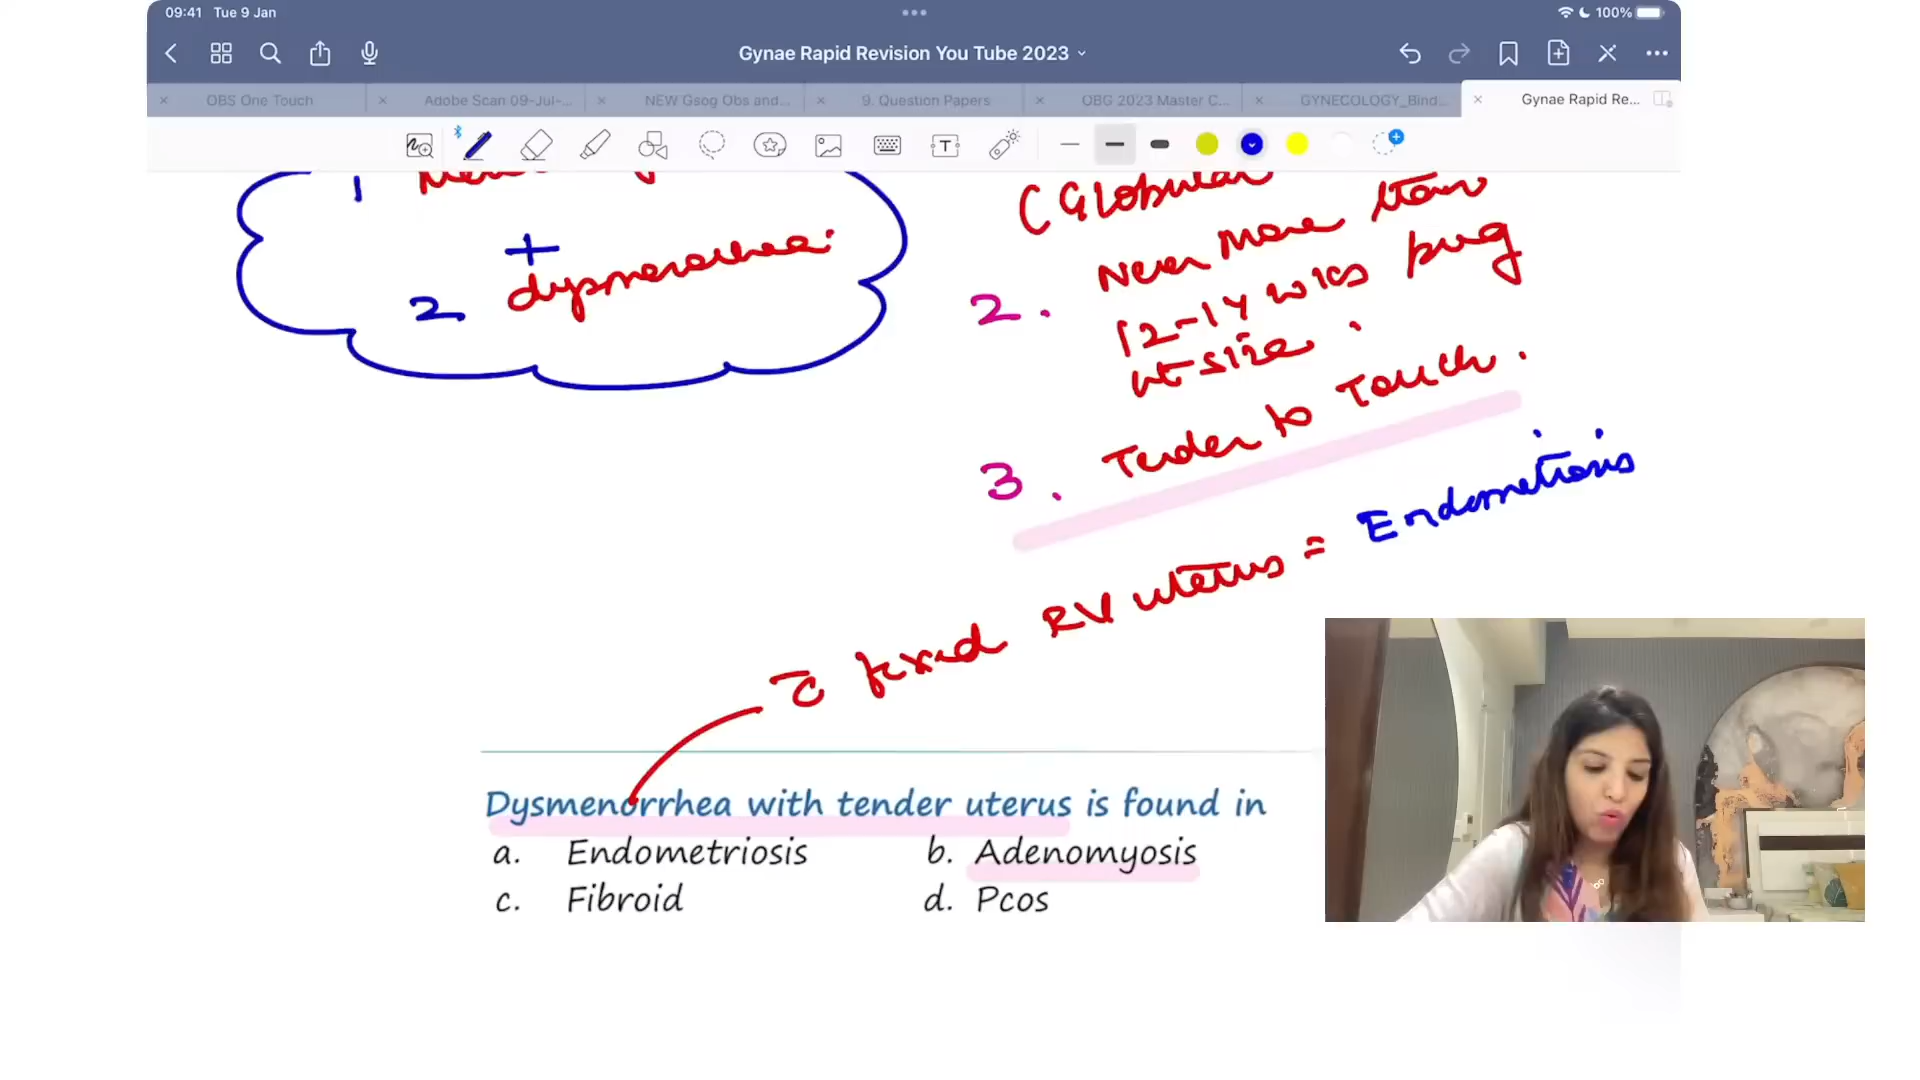 09:41 Tue 9 Jan
100%
Gynae Rapid Revision You Tube 2023
OBS One Touch
Adobe Scan 09-Jul-...
NEW Gsog Obs and...
9. Question Papers
OBG 2023 Master C...
GYNECOLOGY_Bind...
Gynae Rapid Re...
1
+
2 dysmenorrhea
(Globular
2. Never more than
12-14 wks preg
ut size
3. Tender to Touch.
c̄ fixed RV uterus = Endometriosis
Dysmenorrhea with tender uterus is found in
a. Endometriosis
b. Adenomyosis
c. Fibroid
d. Pcos